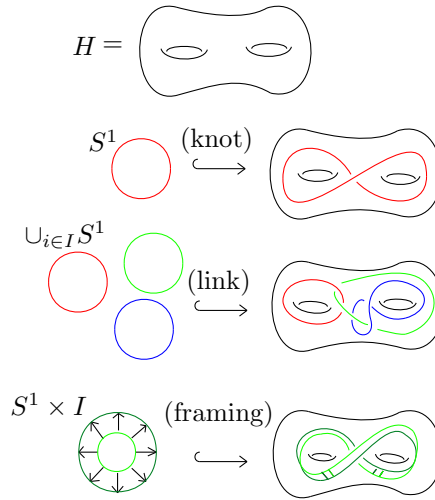 H =
S^1 (knot)
∪_{i∈I} S^1 (link)
S^1 × I (framing)